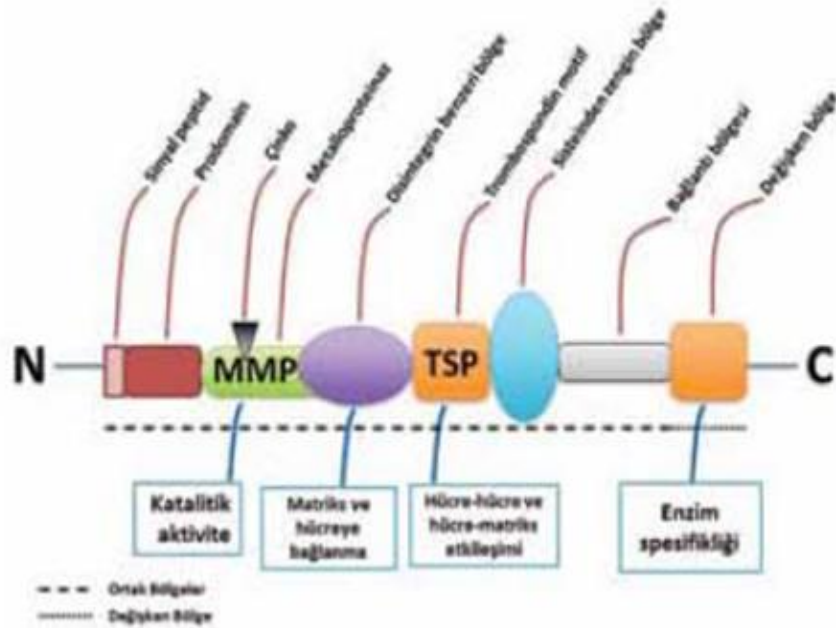 Sinyal peptid
Prodomain
Çinko
Metalloproteinaz
Disintegrin benzeri bölge
Trombospondin motif
Sisteinden zengin bölge
Bağlantı bölgesi
Değişken bölge
N
MMP
TSP
C
Katalitik
aktivite
Matriks ve
hücreye
bağlanma
Hücre-hücre ve
hücre-matriks
etkileşimi
Enzim
spesifikliği
Ortak Bölgeler
Değişken Bölge